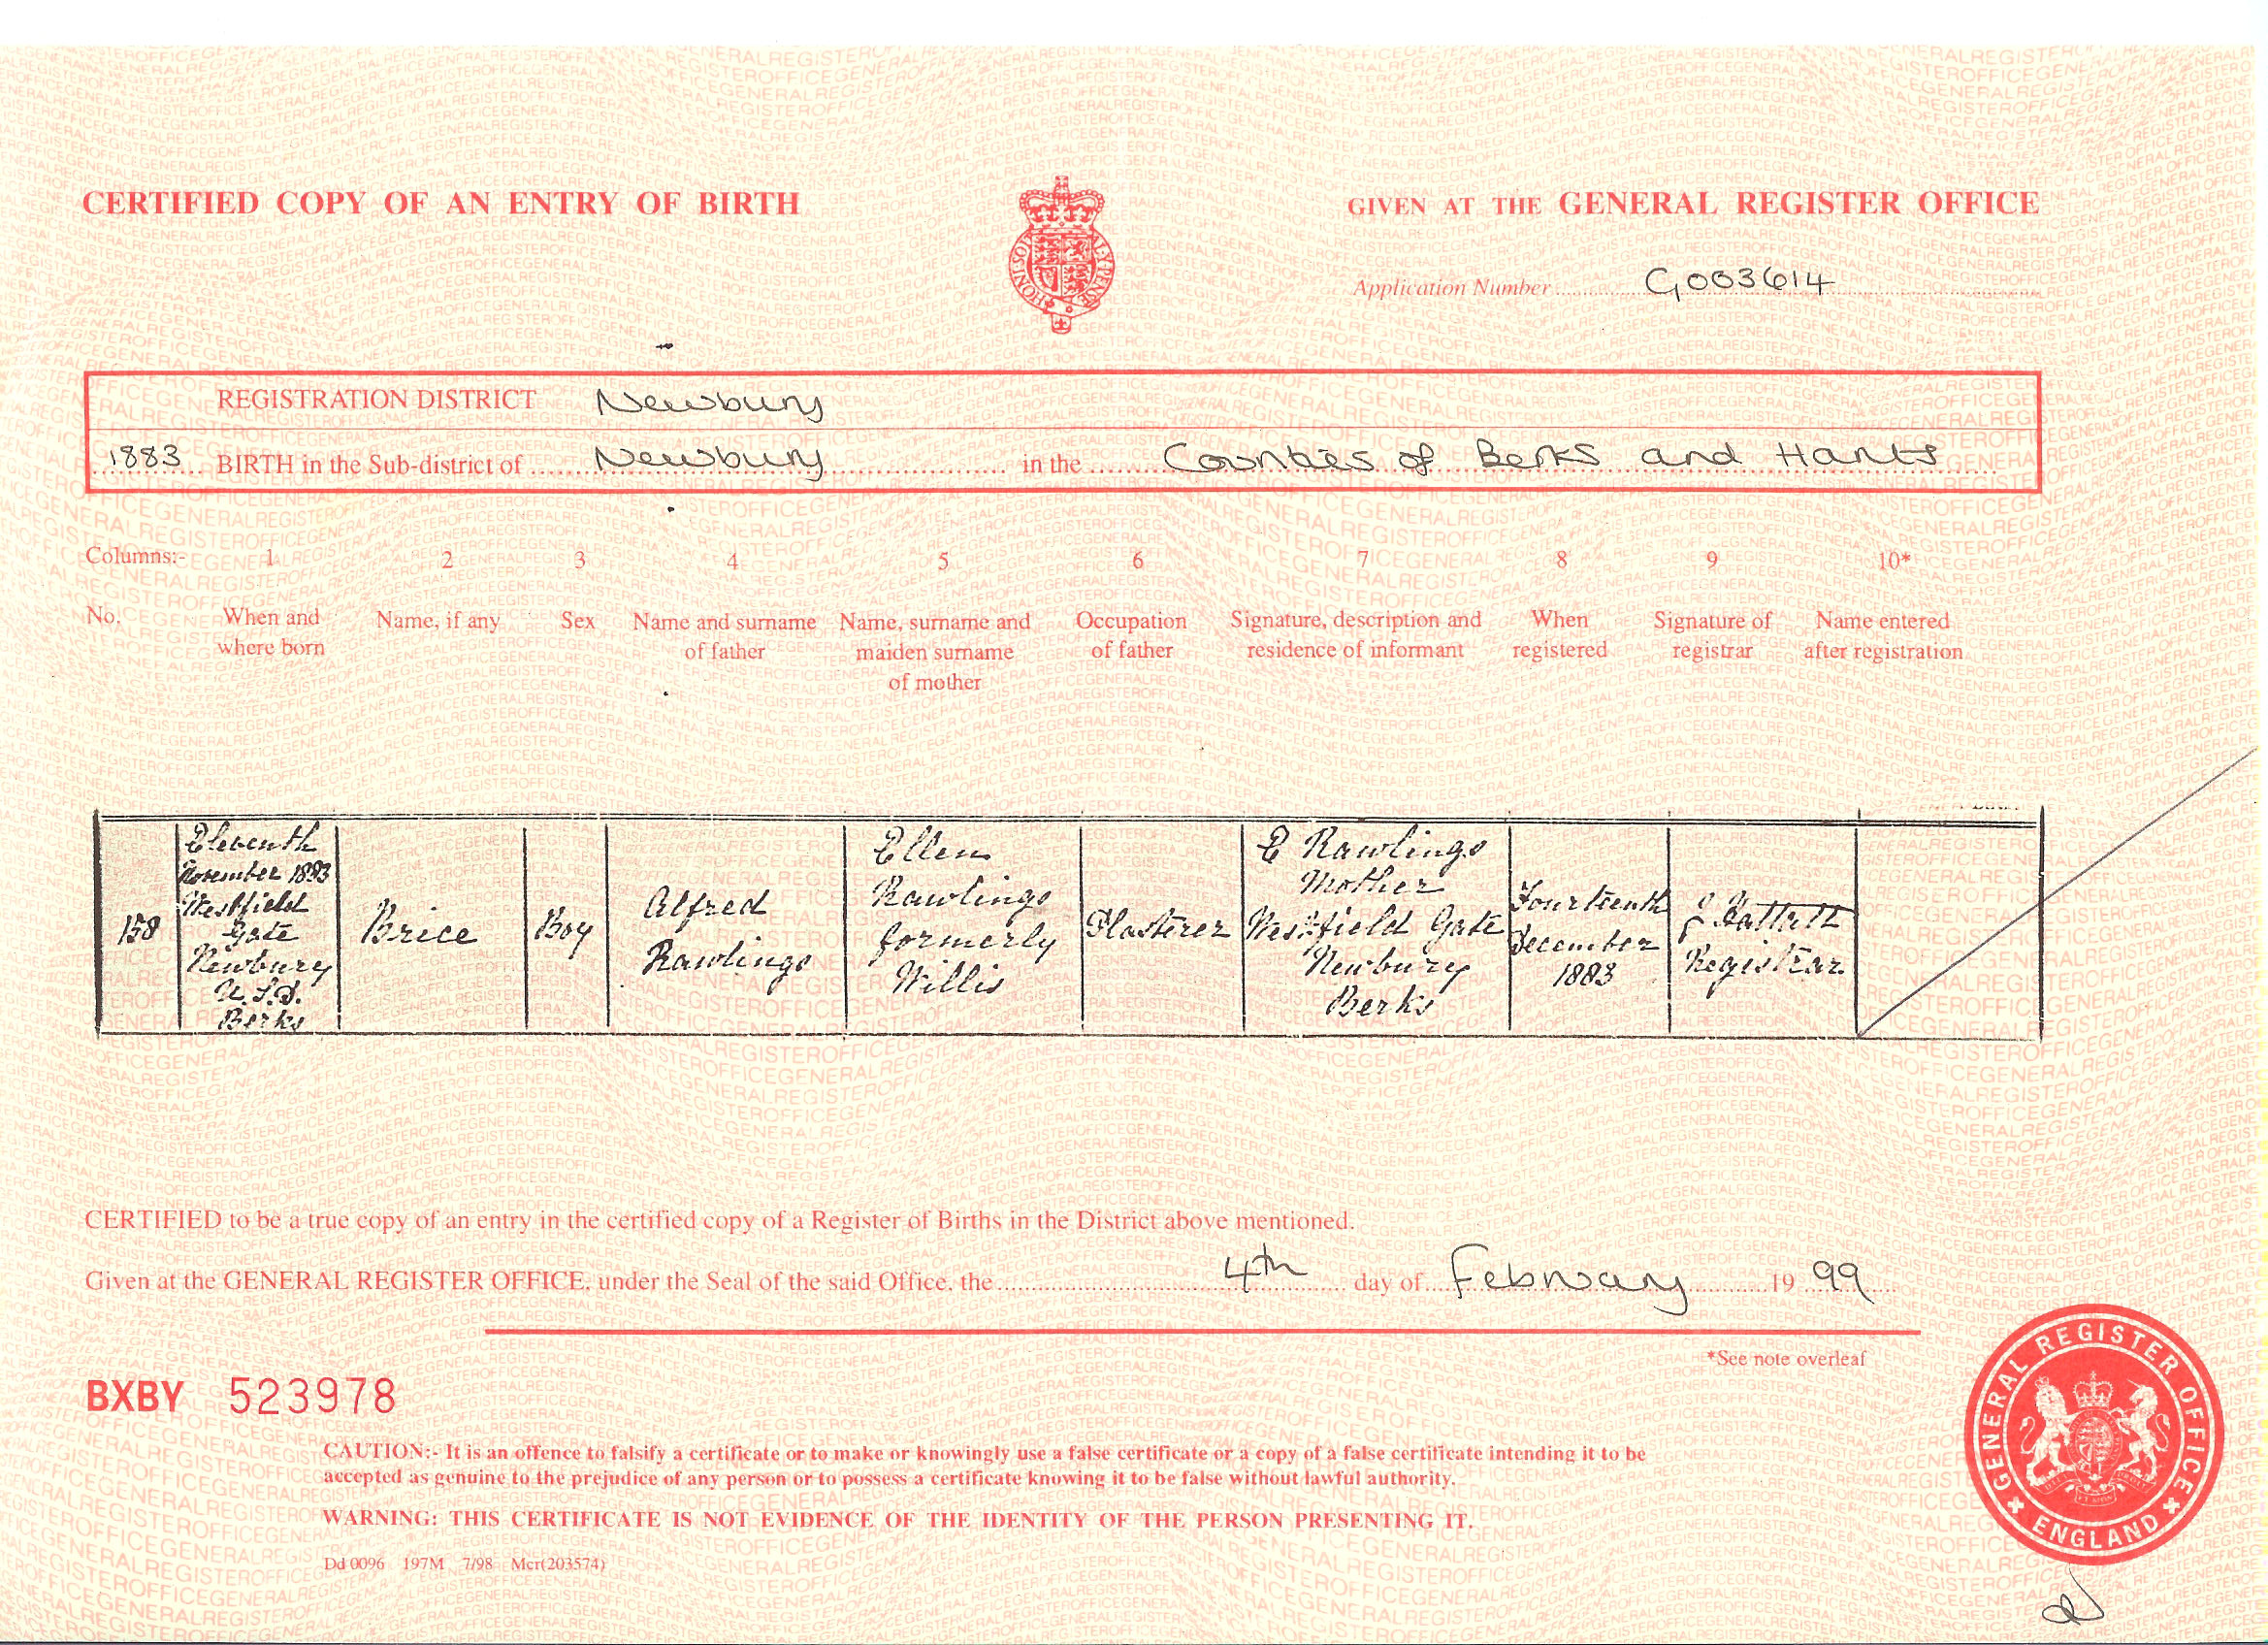 CERTIFIED COPY OF AN ENTRY OF BIRTH
GIVEN AT THE GENERAL REGISTER OFFICE
Application Number G003614
REGISTRATION DISTRICT Newbury
1883 BIRTH in the Sub-district of Newbury in the Counties of Berks and Hants
Columns:- 1 2 3 4 5 6 7 8 9 10*
No. When and where born
Name, if any
Sex
Name and surname of father
Name, surname and maiden surname of mother
Occupation of father
Signature, description and residence of informant
When registered
Signature of registrar
Name entered after registration
158
Eleventh
November 1883
Westfield
Gate
Newbury
U.S.D.
Berks
Brice
Boy
Alfred
Rawlings
Ellen
Rawlings
formerly
Willis
Plasterer
E Rawlings
Mother
Westfield Gate
Newbury
Berks
Fourteenth
December
1883
Registrar
CERTIFIED to be a true copy of an entry in the certified copy of a Register of Births in the District above mentioned.
Given at the GENERAL REGISTER OFFICE, under the Seal of the said Office, the 4th day of February 19 99
*See note overleaf
BXBY 523978
CAUTION:- It is an offence to falsify a certificate or to make or knowingly use a false certificate or a copy of a false certificate intending it to be
accepted as genuine to the prejudice of any person or to possess a certificate knowing it to be false without lawful authority.
WARNING: THIS CERTIFICATE IS NOT EVIDENCE OF THE IDENTITY OF THE PERSON PRESENTING IT.
Dd 0096 197M 7/98 Mcr(203574)
GENERAL REGISTER OFFICE
ENGLAND